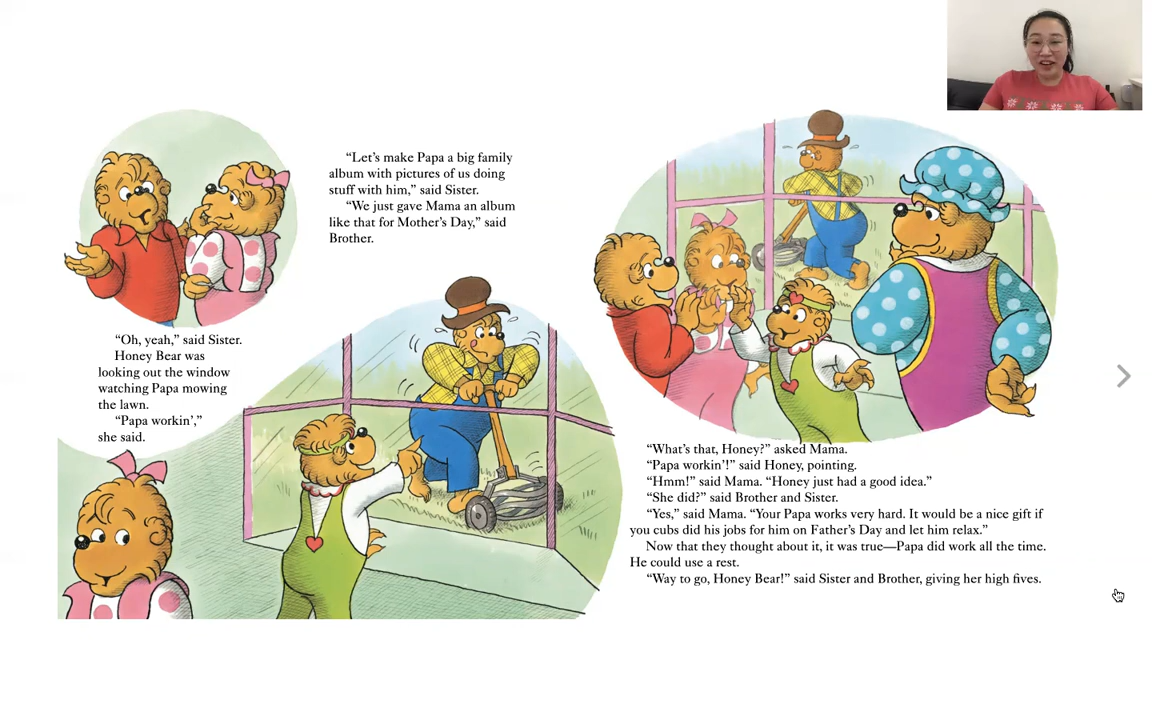 “Let’s make Papa a big family
album with pictures of us doing
stuff with him,” said Sister.
“We just gave Mama an album
like that for Mother’s Day,” said
Brother.
“Oh, yeah,” said Sister.
Honey Bear was
looking out the window
watching Papa mowing
the lawn.
“Papa workin’,”
she said.
“What’s that, Honey?” asked Mama.
“Papa workin’!” said Honey, pointing.
“Hmm!” said Mama. “Honey just had a good idea.”
“She did?” said Brother and Sister.
“Yes,” said Mama. “Your Papa works very hard. It would be a nice gift if
you cubs did his jobs for him on Father’s Day and let him relax.”
Now that they thought about it, it was true—Papa did work all the time.
He could use a rest.
“Way to go, Honey Bear!” said Sister and Brother, giving her high fives.